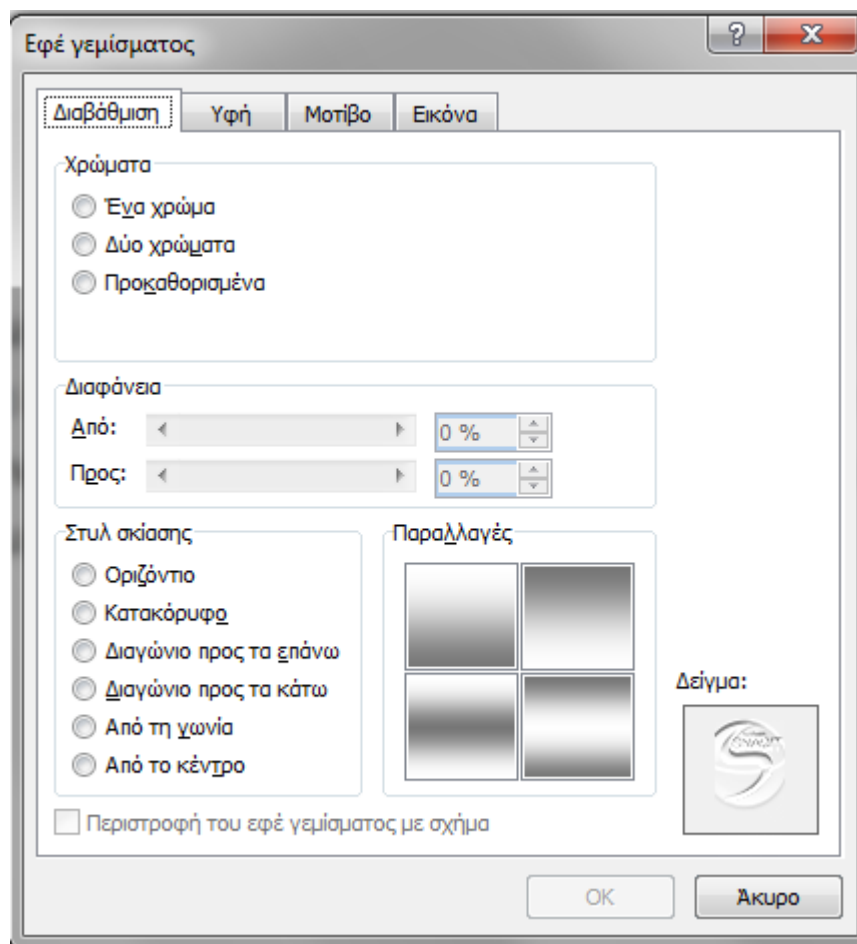 Εφέ γεμίσματος
Διαβάθμιση Υφή Μοτίβο Εικόνα
Χρώματα
Ένα χρώμα
Δύο χρώματα
Προκαθορισμένα
Διαφάνεια
Από: 0 %
Προς: 0 %
Στυλ σκίασης
Οριζόντιο
Κατακόρυφο
Διαγώνιο προς τα επάνω
Διαγώνιο προς τα κάτω
Από τη γωνία
Από το κέντρο
Παραλλαγές
Δείγμα:
Περιστροφή του εφέ γεμίσματος με σχήμα
OK Άκυρο